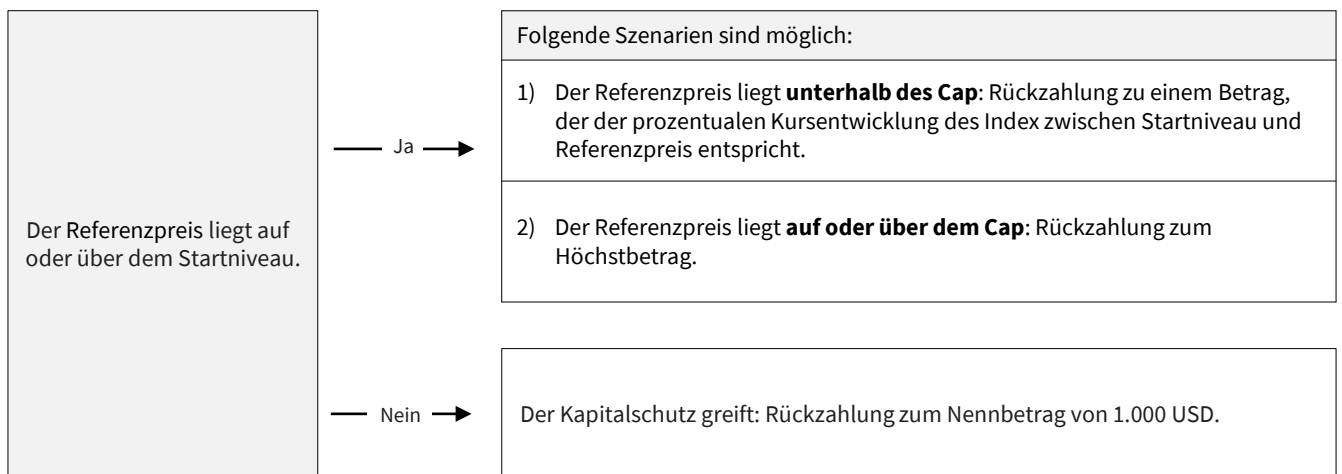 Der Referenzpreis liegt auf
oder über dem Startniveau.
Ja
Folgende Szenarien sind möglich:
1) Der Referenzpreis liegt unterhalb des Cap: Rückzahlung zu einem Betrag,
der der prozentualen Kursentwicklung des Index zwischen Startniveau und
Referenzpreis entspricht.
2) Der Referenzpreis liegt auf oder über dem Cap: Rückzahlung zum
Höchstbetrag.
Nein
Der Kapitalschutz greift: Rückzahlung zum Nennbetrag von 1.000 USD.